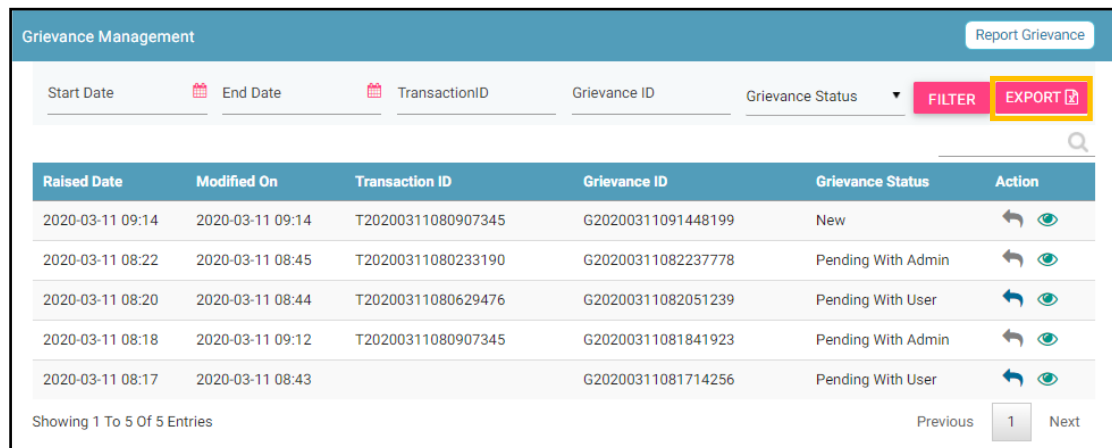 Grievance Management Report Grievance
Start Date End Date TransactionID Grievance ID Grievance Status FILTER EXPORT
Raised Date Modified On Transaction ID Grievance ID Grievance Status Action
2020-03-11 09:14 2020-03-11 09:14 T20200311080907345 G20200311091448199 New
2020-03-11 08:22 2020-03-11 08:45 T20200311080233190 G20200311082237778 Pending With Admin
2020-03-11 08:20 2020-03-11 08:44 T20200311080629476 G20200311082051239 Pending With User
2020-03-11 08:18 2020-03-11 09:12 T20200311080907345 G20200311081841923 Pending With Admin
2020-03-11 08:17 2020-03-11 08:43 G20200311081714256 Pending With User
Showing 1 To 5 Of 5 Entries Previous 1 Next